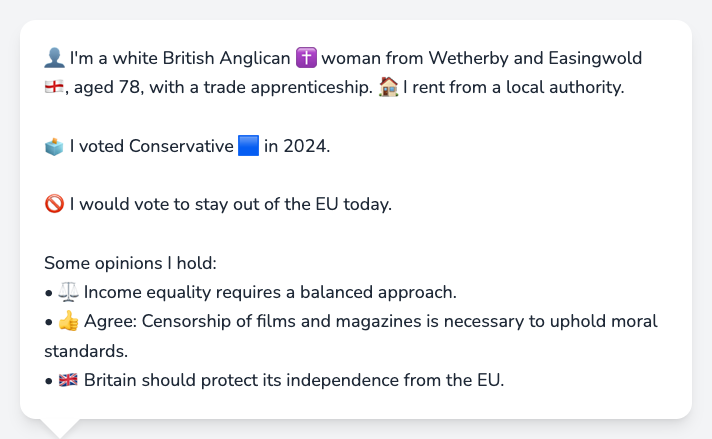 👤 I'm a white British Anglican ✝️ woman from Wetherby and Easingwold
🏴󠁧󠁢󠁥󠁮󠁧󠁿, aged 78, with a trade apprenticeship. 🏠 I rent from a local authority.
🗳️ I voted Conservative 🟦 in 2024.
🚫 I would vote to stay out of the EU today.
Some opinions I hold:
• ⚖️ Income equality requires a balanced approach.
• 👍 Agree: Censorship of films and magazines is necessary to uphold moral
standards.
• 🇬🇧 Britain should protect its independence from the EU.